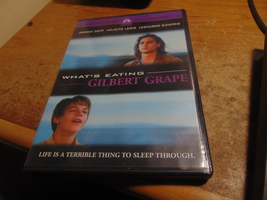 JOHNNY DEPP JULIETTE LEWIS LEONARDO DICAPRIO
WHAT'S EATING
GILBERT GRAPE
LIFE IS A TERRIBLE THING TO SLEEP THROUGH.